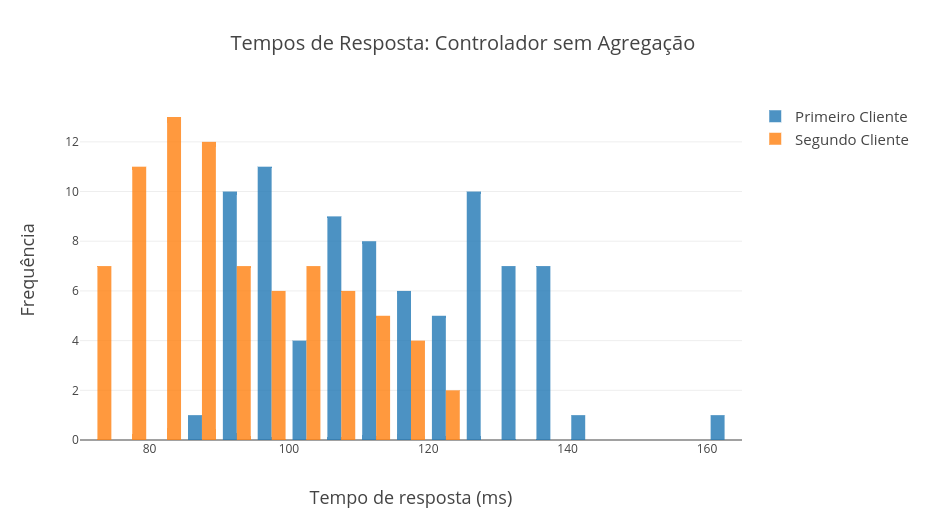 Tempos de Resposta: Controlador sem Agregação
Primeiro Cliente
Segundo Cliente
Frequência
12
10
8
6
4
2
0
80
100
120
140
160
Tempo de resposta (ms)